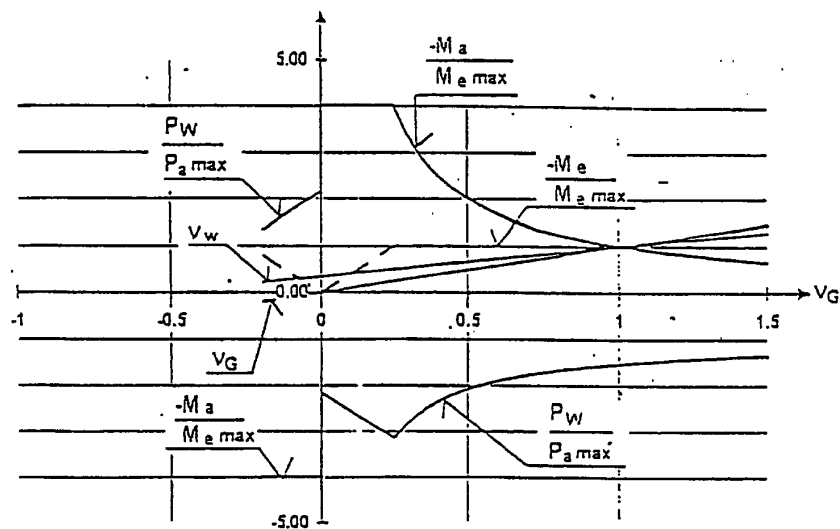 5.00
-M a
M e max
P W
P a max
-M e
M e max
V W
0.00
V G
-1
-0.5
0
0.5
1
1.5
V G
-M a
M e max
P W
P a max
-5.00